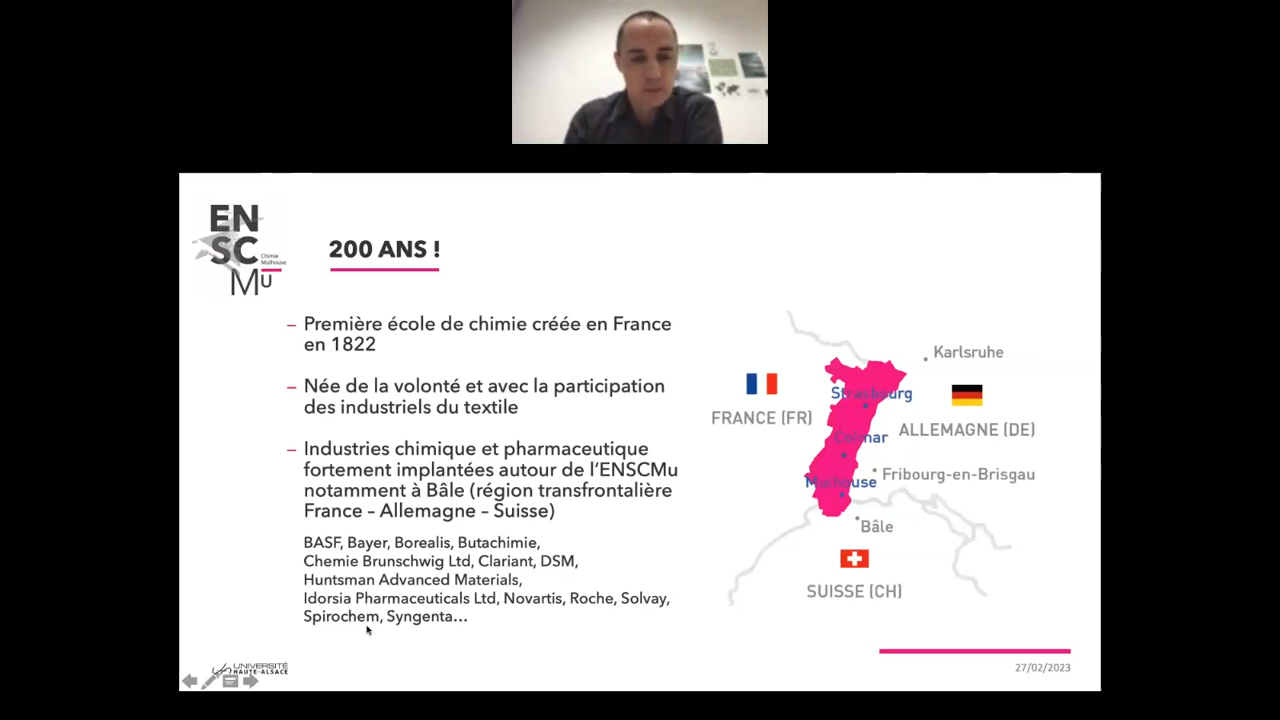 EN
SC
Chimie
Mulhouse
MU
200 ANS !
– Première école de chimie créée en France
en 1822
– Née de la volonté et avec la participation
des industriels du textile
– Industries chimique et pharmaceutique
fortement implantées autour de l'ENSCMu
notamment à Bâle (région transfrontalière
France – Allemagne – Suisse)
BASF, Bayer, Borealis, Butachimie,
Chemie Brunschwig Ltd, Clariant, DSM,
Huntsman Advanced Materials,
Idorsia Pharmaceuticals Ltd, Novartis, Roche, Solvay,
Spirochem, Syngenta...
Karlsruhe
Strasbourg
FRANCE (FR)
ALLEMAGNE (DE)
Colmar
Fribourg-en-Brisgau
Mulhouse
Bâle
SUISSE (CH)
UNIVERSITÉ
HAUTE-ALSACE
27/02/2023